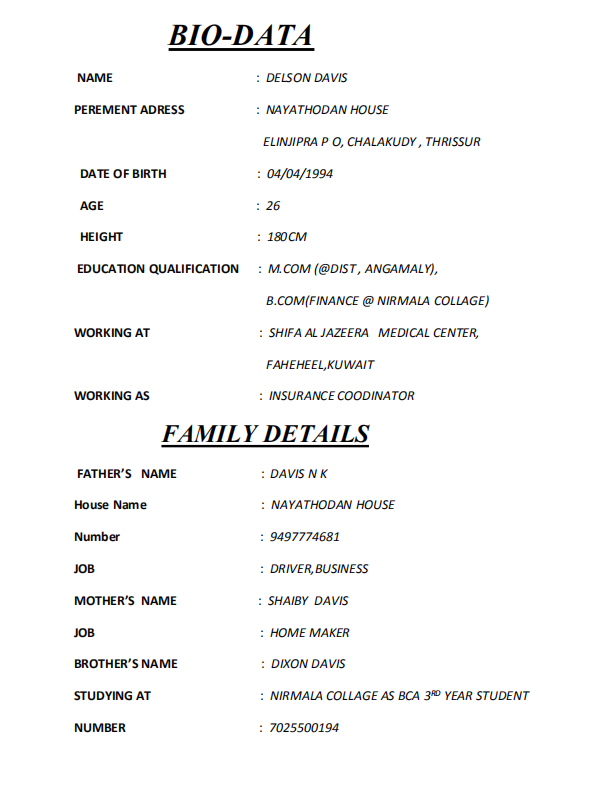 BIO-DATA
NAME : DELSON DAVIS
PEREMENT ADRESS : NAYATHODAN HOUSE
ELINJIPRA P O, CHALAKUDY , THRISSUR
DATE OF BIRTH : 04/04/1994
AGE : 26
HEIGHT : 180CM
EDUCATION QUALIFICATION : M.COM (@DIST , ANGAMALY),
B.COM(FINANCE @ NIRMALA COLLAGE)
WORKING AT : SHIFA AL JAZEERA MEDICAL CENTER,
FAHEHEEL,KUWAIT
WORKING AS : INSURANCE COODINATOR
FAMILY DETAILS
FATHER’S NAME : DAVIS N K
House Name : NAYATHODAN HOUSE
Number : 9497774681
JOB : DRIVER,BUSINESS
MOTHER’S NAME : SHAIBY DAVIS
JOB : HOME MAKER
BROTHER’S NAME : DIXON DAVIS
STUDYING AT : NIRMALA COLLAGE AS BCA 3RD YEAR STUDENT
NUMBER : 7025500194